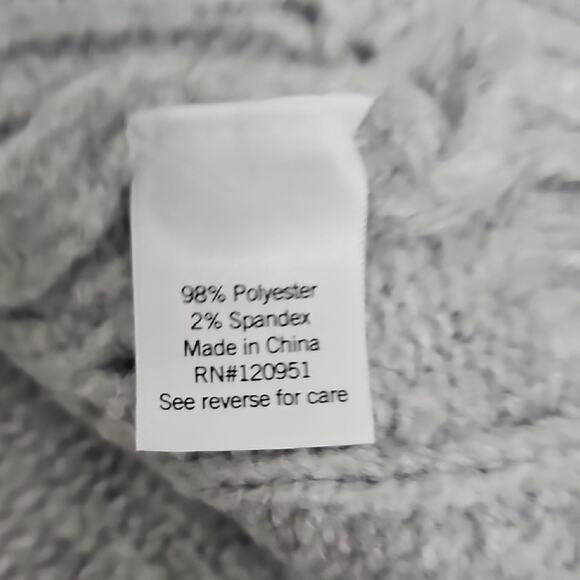 98% Polyester
2% Spandex
Made in China
RN#120951
See reverse for care